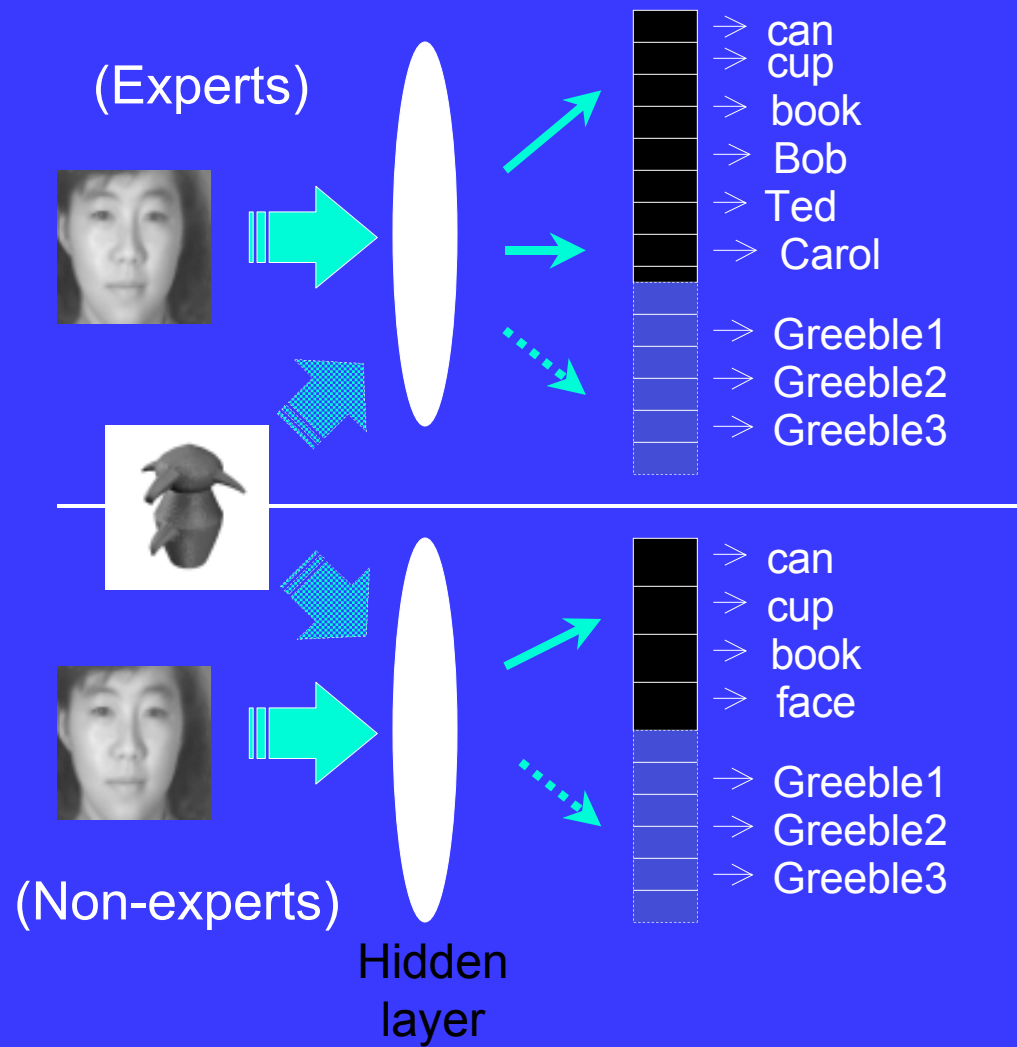 (Experts)
can
cup
book
Bob
Ted
Carol
Greeble1
Greeble2
Greeble3
can
cup
book
face
Greeble1
Greeble2
Greeble3
(Non-experts)
Hidden
layer